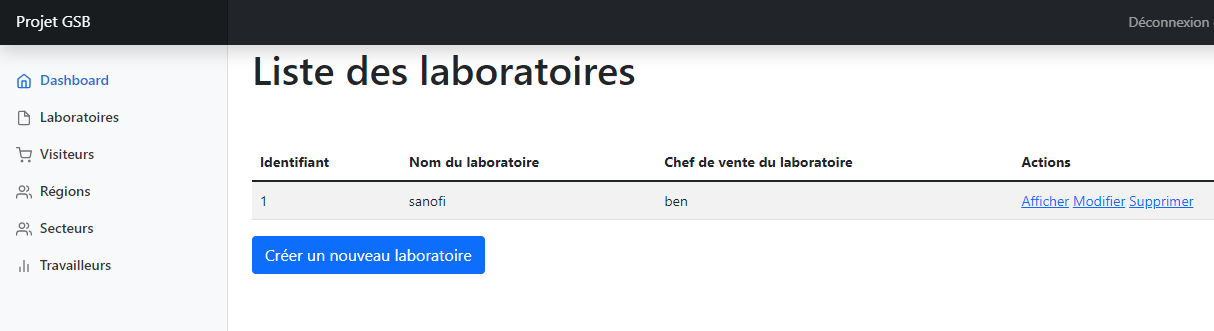 Projet GSB
Déconnexion
Dashboard
Laboratoires
Visiteurs
Régions
Secteurs
Travailleurs
Liste des laboratoires
Identifiant Nom du laboratoire Chef de vente du laboratoire Actions
1 sanofi ben Afficher Modifier Supprimer
Créer un nouveau laboratoire